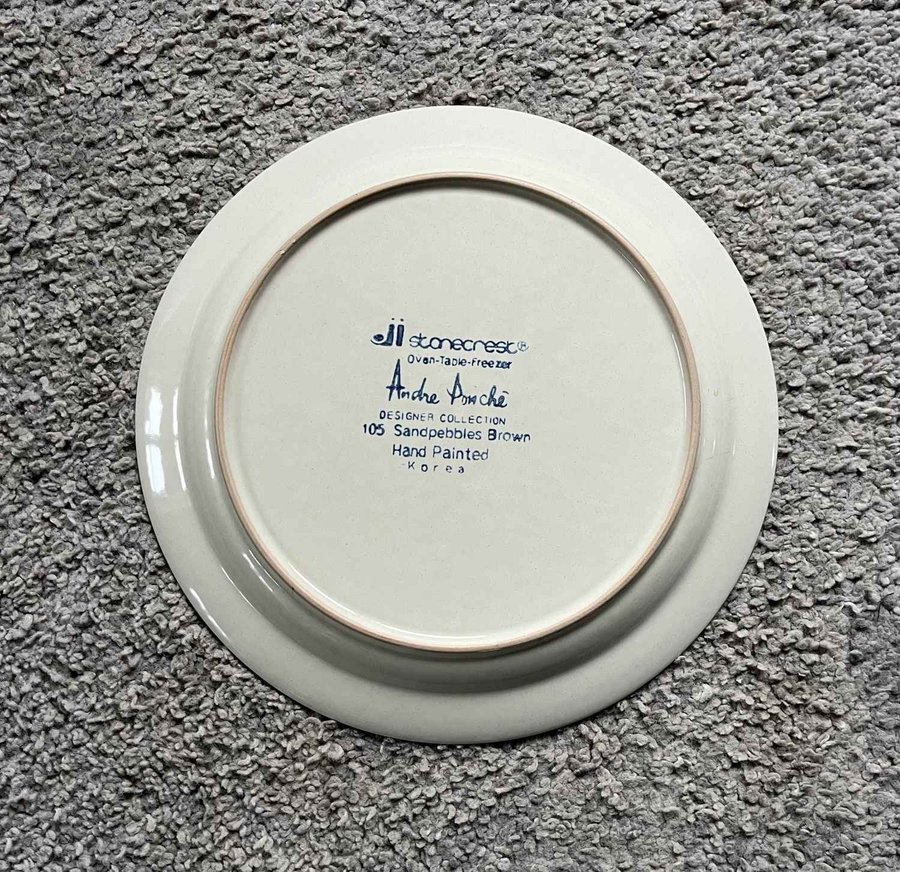 JJ stonecrest®
Oven-Table-Freezer
Andre Ponché
DESIGNER COLLECTION
105 Sandpebbles Brown
Hand Painted
Korea